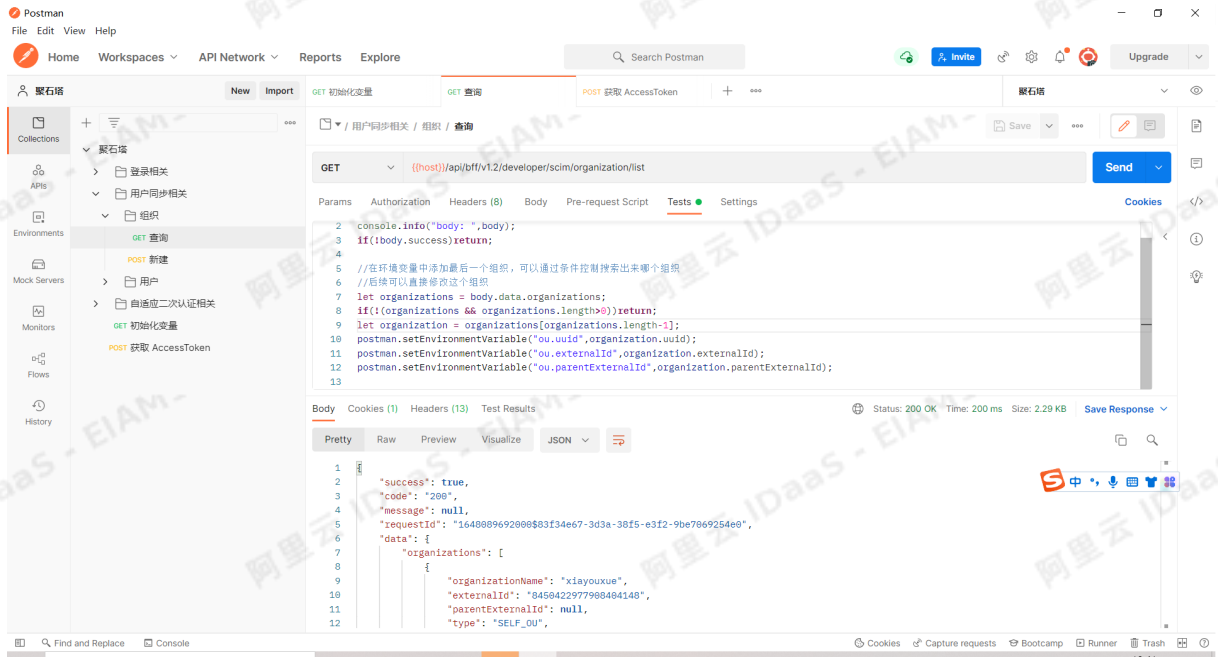 Postman
File Edit View Help
Home Workspaces API Network Reports Explore Search Postman Invite Upgrade
聚石塔 New Import GET 初始化变量 GET 查询 POST 获取 AccessToken 聚石塔
Collections
APIs
Environments
Mock Servers
Monitors
Flows
History
聚石塔
登录相关
用户同步相关
组织
GET 查询
POST 新建
用户
自适应二次认证相关
GET 初始化变量
POST 获取 AccessToken
/ 用户同步相关 / 组织 / 查询 Save
GET {{host}}/api/bff/v1.2/developer/scim/organization/list Send
Params Authorization Headers (8) Body Pre-request Script Tests Settings Cookies
2 console.info("body: ",body);
3 if(!body.success)return;
4
5 //在环境变量中添加最后一个组织, 可以通过条件控制搜索出来哪个组织
6 //后续可以直接修改这个组织
7 let organizations = body.data.organizations;
8 if(!(organizations && organizations.length>0))return;
9 let organization = organizations[organizations.length-1];
10 postman.setEnvironmentVariable("ou.uuid",organization.uuid);
11 postman.setEnvironmentVariable("ou.externalId",organization.externalId);
12 postman.setEnvironmentVariable("ou.parentExternalId",organization.parentExternalId);
13
Body Cookies (1) Headers (13) Test Results Status: 200 OK Time: 200 ms Size: 2.29 KB Save Response
Pretty Raw Preview Visualize JSON
1 {
2 "success": true,
3 "code": "200",
4 "message": null,
5 "requestId": "1648089692000$83f34e67-3d3a-38f5-e3f2-9be7069254e0",
6 "data": {
7 "organizations": [
8 {
9 "organizationName": "xiayouxue",
10 "externalId": "8450422977908404148",
11 "parentExternalId": null,
12 "type": "SELF_OU",
中
Find and Replace Console Cookies Capture requests Bootcamp Runner Trash
阿里云 IDaaS - EIAM-